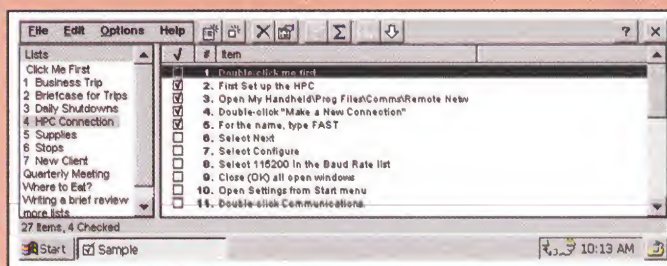 File Edit Options Help Σ ? ×
Lists √ # Item
Click Me First 1. Double-click me first
1 Business Trip 2. First Set up the HPC
2 Briefcase for Trips 3. Open My Handheld\Prog Files\Comms\Remote Netw
3 Daily Shutdowns 4. Double-click "Make a New Connection"
4 HPC Connection 5. For the name, type FAST
5 Supplies 6. Select Next
6 Stops 7. Select Configure
7 New Client 8. Select 115200 In the Baud Rate list
Quarterly Meeting 9. Close (OK) all open windows
Where to Eat? 10. Open Settings from Start menu
Writing a brief review 11. Double-click Communications
more lists
27 Items, 4 Checked
Start Sample 10:13 AM